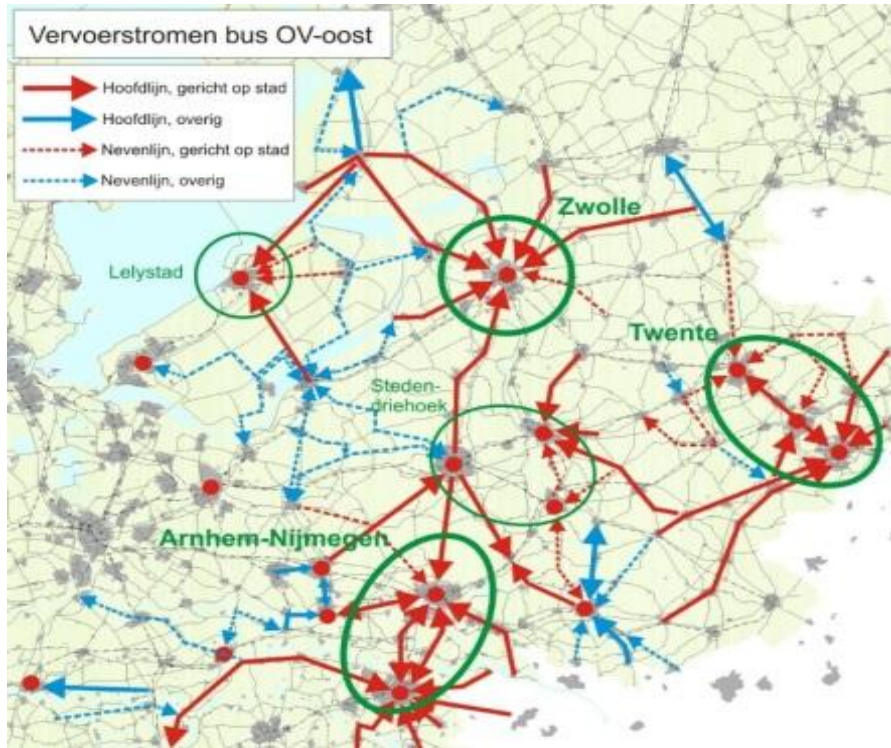 Vervoerstromen bus OV-oost
Hoofdlijn, gericht op stad
Hoofdlijn, overig
Nevenlijn, gericht op stad
Nevenlijn, overig
Zwolle
Lelystad
Twente
Steden-
driehoek
Arnhem-Nijmegen